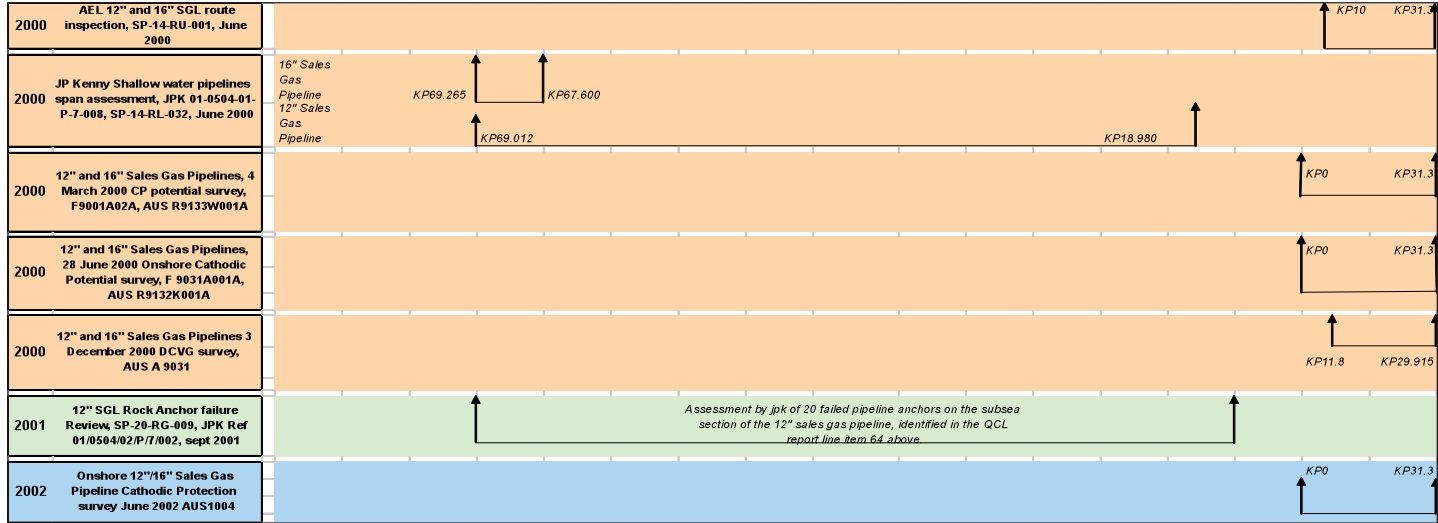 2000
AEL 12" and 16" SGL route
inspection, SP-14-RU-001, June
2000
KP10
KP31.3
2000
JP Kenny Shallow water pipelines
span assessment, JPK 01-0504-01-
P-7-008, SP-14-RL-032, June 2000
16" Sales
Gas
Pipeline
KP69.265
KP67.600
12" Sales
Gas
Pipeline
KP69.012
KP18.980
2000
12" and 16" Sales Gas Pipelines, 4
March 2000 CP potential survey,
F9001A02A, AUS R9133W001A
KP0
KP31.3
2000
12" and 16" Sales Gas Pipelines,
28 June 2000 Onshore Cathodic
Potential survey, F 9031A001A,
AUS R9132K001A
KP0
KP31.3
2000
12" and 16" Sales Gas Pipelines 3
December 2000 DCVG survey,
AUS A 9031
KP11.8
KP29.915
2001
12" SGL Rock Anchor failure
Review, SP-20-RG-009, JPK Ref
01/0504/02/P/7/002, sept 2001
Assessment by jpk of 20 failed pipeline anchors on the subsea
section of the 12" sales gas pipeline, identified in the QCL
report line item 64 above.
2002
Onshore 12"/16" Sales Gas
Pipeline Cathodic Protection
survey June 2002 AUS1004
KP0
KP31.3